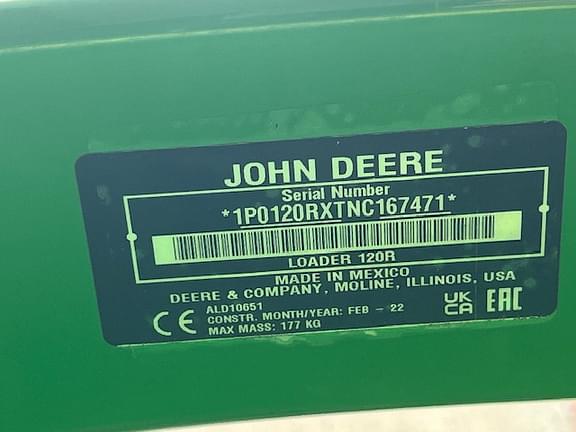 JOHN DEERE
Serial Number
*1P0120RXTNC167471*
LOADER 120R
MADE IN MEXICO
DEERE & COMPANY, MOLINE, ILLINOIS, USA
CE
ALD10651
CONSTR. MONTH/YEAR: FEB - 22
MAX MASS: 177 KG
UK
CA
EAC